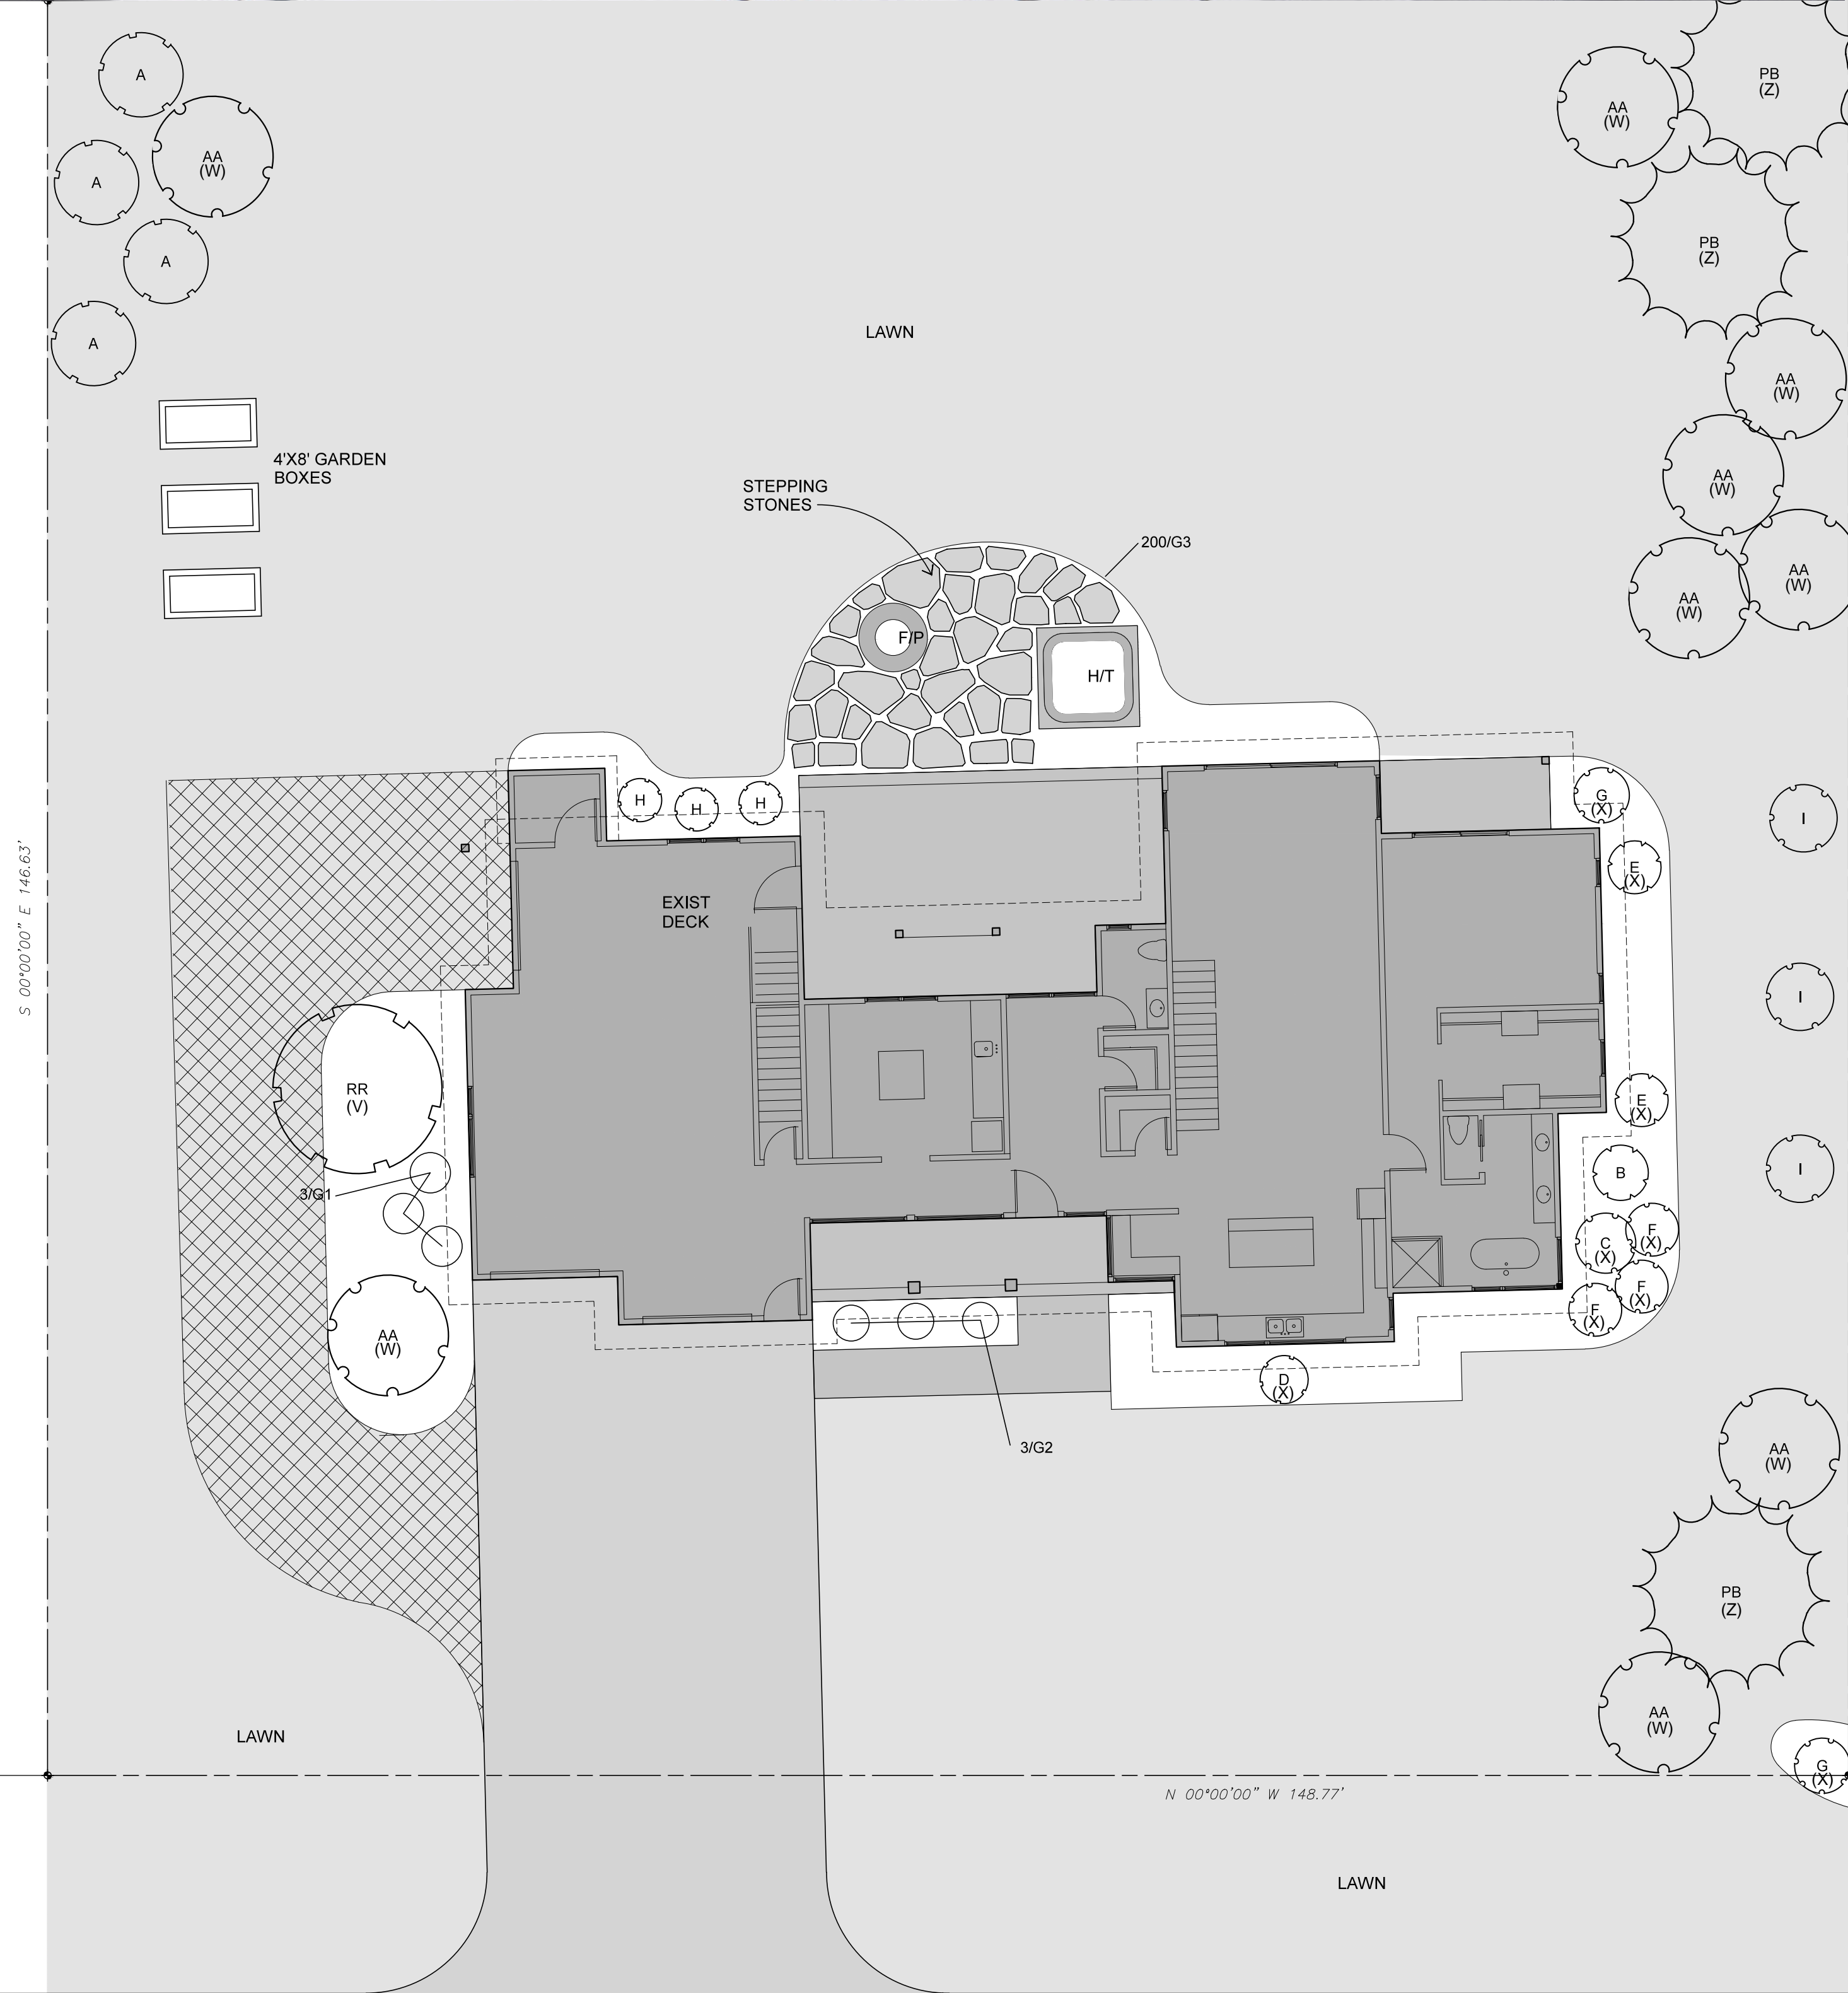 A
PB
(Z)
AA
(W)
AA
(W)
A
PB
(Z)
A
LAWN
A
AA
(W)
4'X8' GARDEN
BOXES
AA
(W)
STEPPING
STONES
200/G3
AA
(W)
AA
(W)
F/P
H/T
G
(X)
H
H
H
I
E
(X)
EXIST
DECK
S 00°00'00" E 146.63'
I
RR
(V)
E
(X)
I
B
3/G1
F
(X)
C
(X)
F
(X)
F
(X)
AA
(W)
D
(X)
3/G2
AA
(W)
PB
(Z)
AA
(W)
LAWN
G
(X)
N 00°00'00" W 148.77'
LAWN